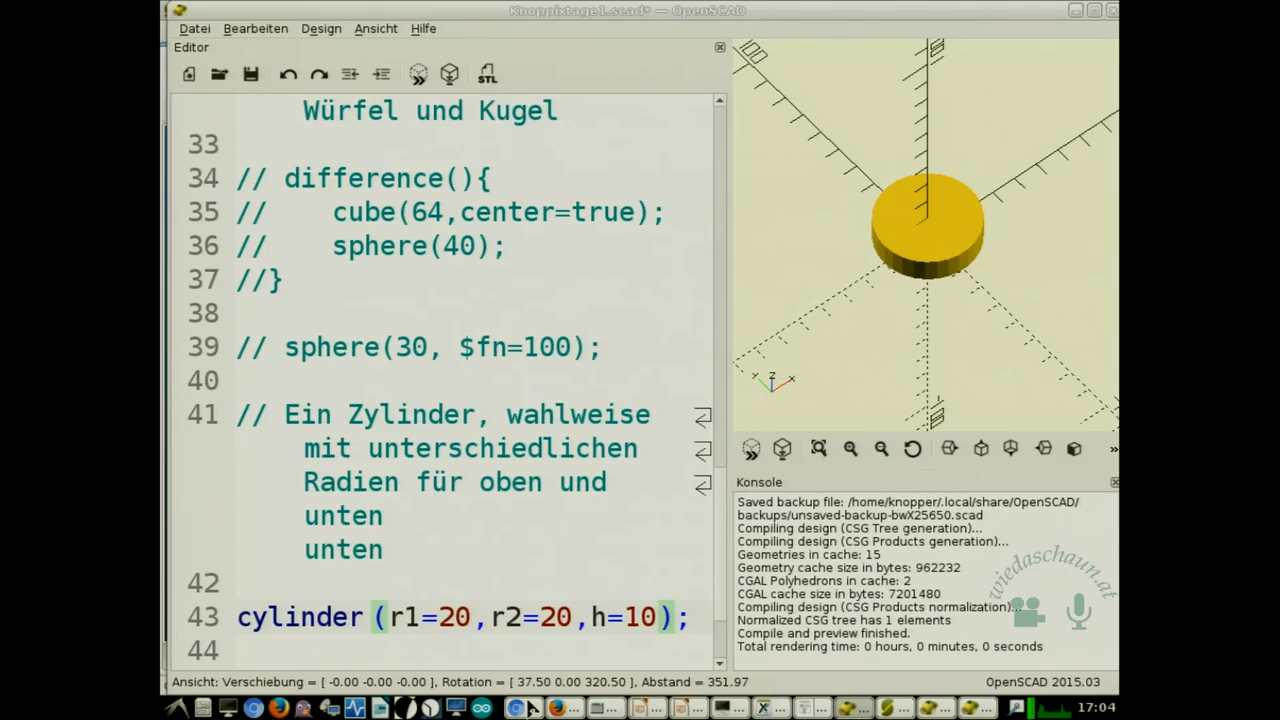 Knoppixtage1.scad* — OpenSCAD
Datei Bearbeiten Design Ansicht Hilfe
Editor
STL
Würfel und Kugel
33
34 // difference(){
35 //    cube(64,center=true);
36 //    sphere(40);
37 //}
38
39 // sphere(30, $fn=100);
40
41 // Ein Zylinder, wahlweise
mit unterschiedlichen
Radien für oben und
unten
unten
42
43 cylinder(r1=20,r2=20,h=10);
44
Y Z X
Konsole
Saved backup file: /home/knopper/.local/share/OpenSCAD/
backups/unsaved-backup-bwX25650.scad
Compiling design (CSG Tree generation)...
Compiling design (CSG Products generation)...
Geometries in cache: 15
Geometry cache size in bytes: 962232
CGAL Polyhedrons in cache: 2
CGAL cache size in bytes: 7201480
Compiling design (CSG Products normalization)...
Normalized CSG tree has 1 elements
Compile and preview finished.
Total rendering time: 0 hours, 0 minutes, 0 seconds
wiedaschaun.at
Ansicht: Verschiebung = [ -0.00 -0.00 -0.00 ], Rotation = [ 37.50 0.00 320.50 ], Abstand = 351.97
OpenSCAD 2015.03
17:04